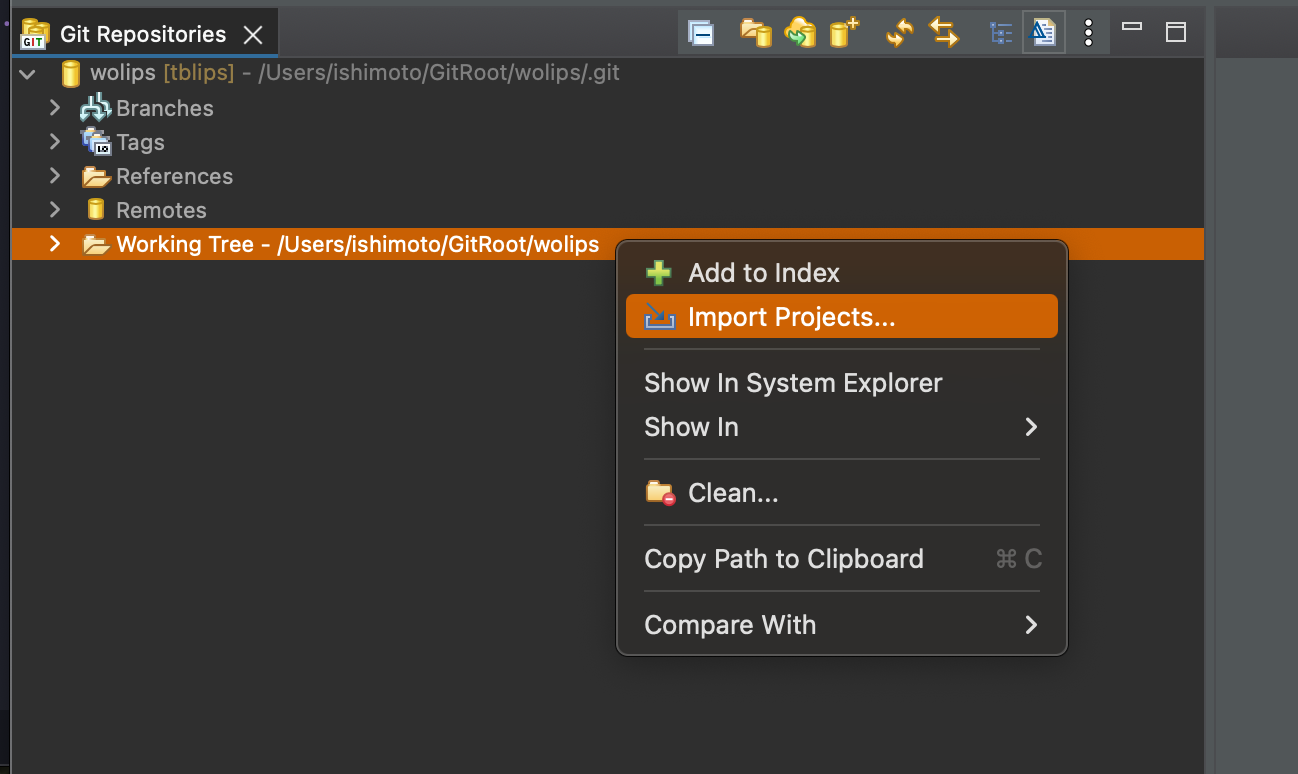 Git Repositories
GIT
wolips [tblips] - /Users/ishimoto/GitRoot/wolips/.git
Branches
Tags
References
Remotes
Working Tree - /Users/ishimoto/GitRoot/wolips
Add to Index
Import Projects...
Show In System Explorer
Show In
Clean...
Copy Path to Clipboard ⌘ C
Compare With